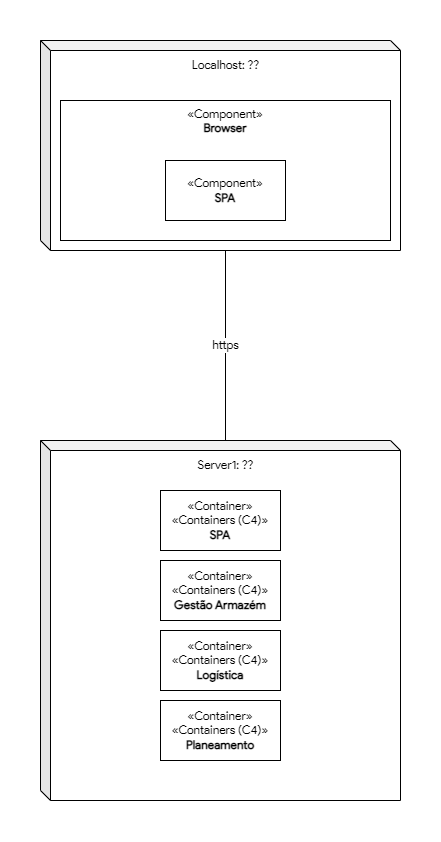 Localhost: ??
«Component»
Browser
«Component»
SPA
https
Server1: ??
«Container»
«Containers (C4)»
SPA
«Container»
«Containers (C4)»
Gestão Armazém
«Container»
«Containers (C4)»
Logística
«Container»
«Containers (C4)»
Planeamento